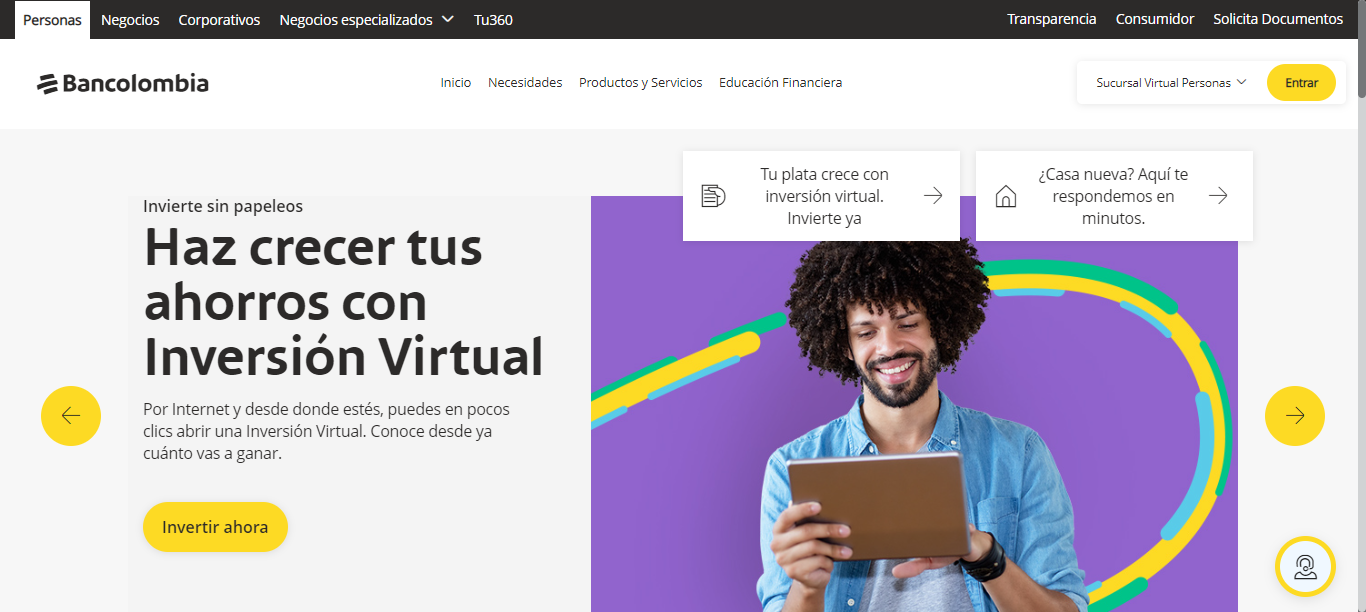 Personas Negocios Corporativos Negocios especializados Tu360 Transparencia Consumidor Solicita Documentos
Bancolombia Inicio Necesidades Productos y Servicios Educación Financiera Sucursal Virtual Personas Entrar
Tu plata crece con
inversión virtual.
Invierte ya
¿Casa nueva? Aquí te
respondemos en
minutos.
Invierte sin papeleos
Haz crecer tus
ahorros con
Inversión Virtual
Por Internet y desde donde estés, puedes en pocos
clics abrir una Inversión Virtual. Conoce desde ya
cuánto vas a ganar.
Invertir ahora